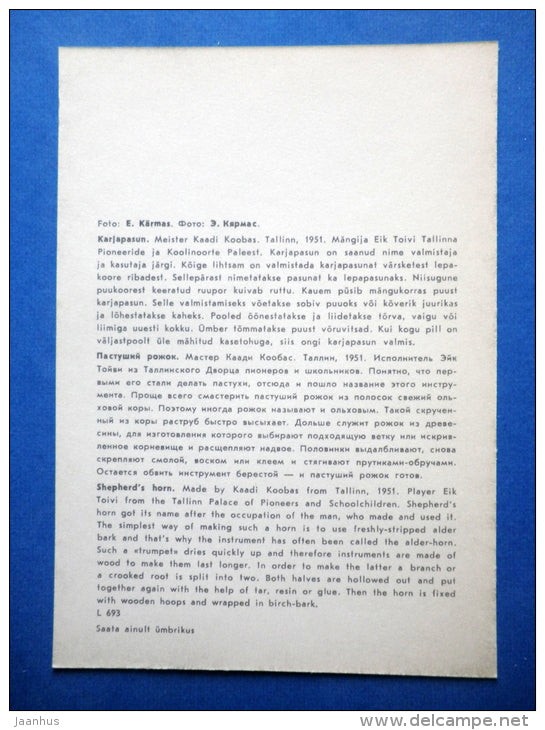 Foto: E. Kärmas. Фото: Э. Кярмас.
Karjapasun. Meister Kaadi Koobas. Tallinn, 1951. Mängija Eik Toivi Tallinna
Pioneeride ja Koolinoorte Paleest. Karjapasun on saanud nime valmistaja
ja kasutaja järgi. Kõige lihtsam on valmistada karjapasunat värsketest lepa-
koore ribadest. Sellepärast nimetatakse pasunat ka lepapasunaks. Niisugune
puukoorest keeratud ruupor kuivab ruttu. Kauem püsib mängukorras puust
karjapasun. Selle valmistamiseks võetakse sobiv puuoks või kõverik juurikas
ja lõhestatakse kaheks. Pooled õõnestatakse ja liidetakse tõrva, vaigu või
liimiga uuesti kokku. Ümber tõmmatakse puust võruvitsad. Kui kogu pill on
väljastpoolt üle mähitud kasetohuga, siis ongi karjapasun valmis.
Пастуший рожок. Мастер Каади Кообас. Таллин, 1951. Исполнитель Эйк
Тойви из Таллинского Дворца пионеров и школьников. Понятно, что пер-
выми его стали делать пастухи, отсюда и пошло название этого инстру-
мента. Проще всего смастерить пастуший рожок из полосок свежий оль-
ховой коры. Поэтому иногда рожок называют и ольховым. Такой скручен-
ный из коры раструб быстро высыхает. Дольше служит рожок из древе-
сины, для изготовления которого выбирают подходящую ветку или искрив-
ленное корневище и расщепляют надвое. Половинки выдалбливают, снова
скрепляют смолой, воском или клеем и стягивают прутиками-обручами.
Остается обвить инструмент берестой — и пастуший рожок готов.
Shepherd's horn. Made by Kaadi Koobas from Tallinn, 1951. Player Eik
Toivi from the Tallinn Palace of Pioneers and Schoolchildren. Shepherd's
horn got its name after the occupation of the man, who made and used it.
The simplest way of making such a horn is to use freshly-stripped alder
bark and that's why the instrument has often been called the alder-horn.
Such a «trumpet» dries quickly up and therefore instruments are made of
wood to make them last longer. In order to make the latter a branch or
a crooked root is split into two. Both halves are hollowed out and put
together again with the help of tar, resin or glue. Then the horn is fixed
with wooden hoops and wrapped in birch-bark.
L 693
Saata ainult ümbrikus
jaanhus
www.delcampe.net